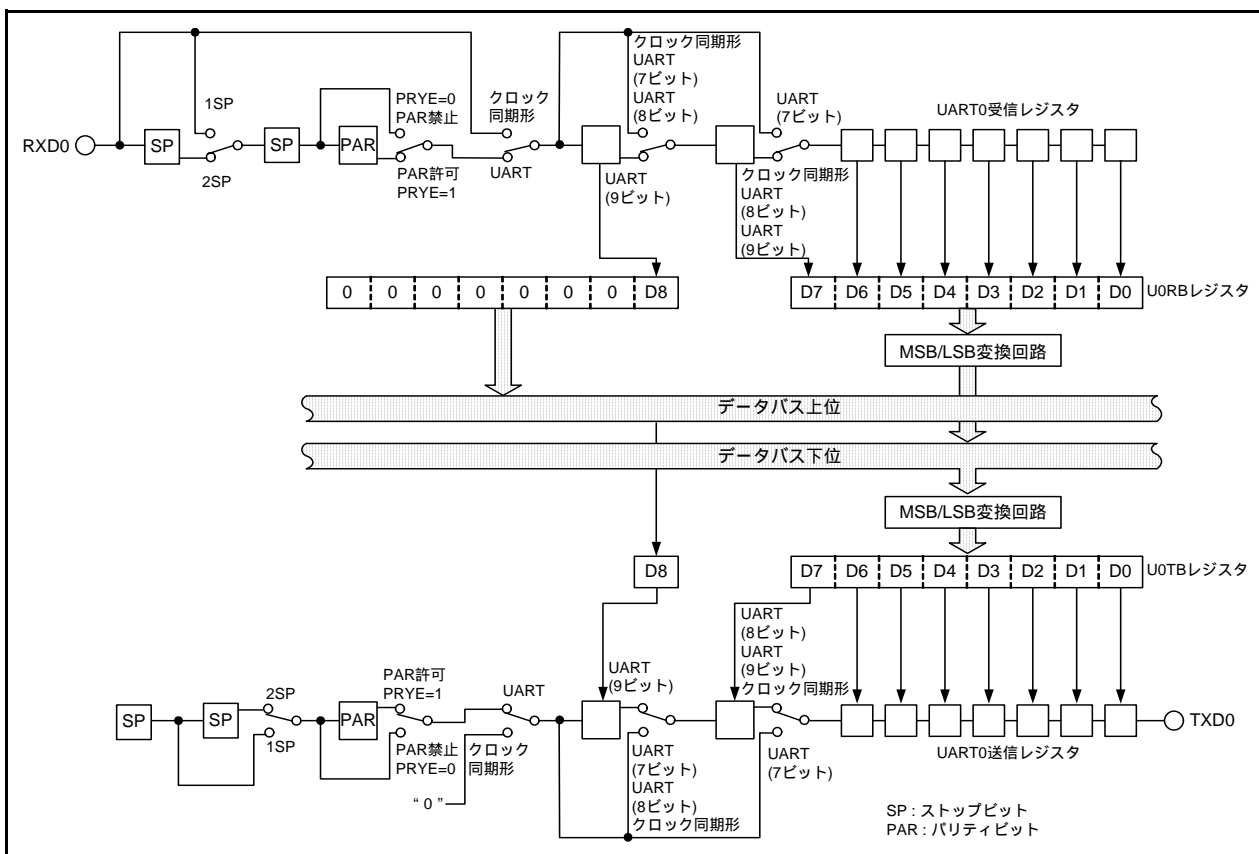 クロック同期形
UART
(7ビット)
UART
(8ビット)
1SP
PRYE=0
PAR禁止
クロック
同期形
UART
(7ビット)
UART0受信レジスタ
RXD0
SP
SP
PAR
2SP
PAR許可
PRYE=1
UART
UART
(9ビット)
クロック同期形
UART
(8ビット)
UART
(9ビット)
0 0 0 0 0 0 0 D8
D7 D6 D5 D4 D3 D2 D1 D0
U0RBレジスタ
MSB/LSB変換回路
データバス上位
データバス下位
MSB/LSB変換回路
D8
D7 D6 D5 D4 D3 D2 D1 D0
U0TBレジスタ
UART
(8ビット)
UART
(9ビット)
クロック同期形
UART
(9ビット)
PAR許可
PRYE=1
UART
2SP
SP
SP
PAR
TXD0
1SP
PAR禁止
PRYE=0
クロック
同期形
UART
(7ビット)
UART
(8ビット)
クロック同期形
UART
(7ビット)
UART0送信レジスタ
“0”
SP : ストップビット
PAR : パリティビット